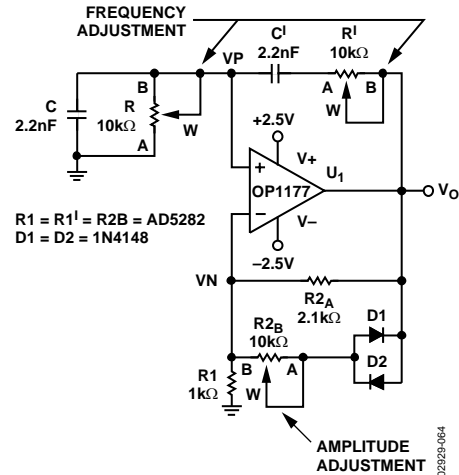 FREQUENCY
ADJUSTMENT
VP
C^I
2.2nF
R^I
10kΩ
A
B
W
C
2.2nF
B
R
10kΩ
W
A
+2.5V
V+
U1
+
OP1177
–
V–
–2.5V
VO
R1 = R1^I = R2B = AD5282
D1 = D2 = 1N4148
VN
R2A
2.1kΩ
D1
R2B
10kΩ
B
A
W
D2
R1
1kΩ
AMPLITUDE
ADJUSTMENT
02929-064